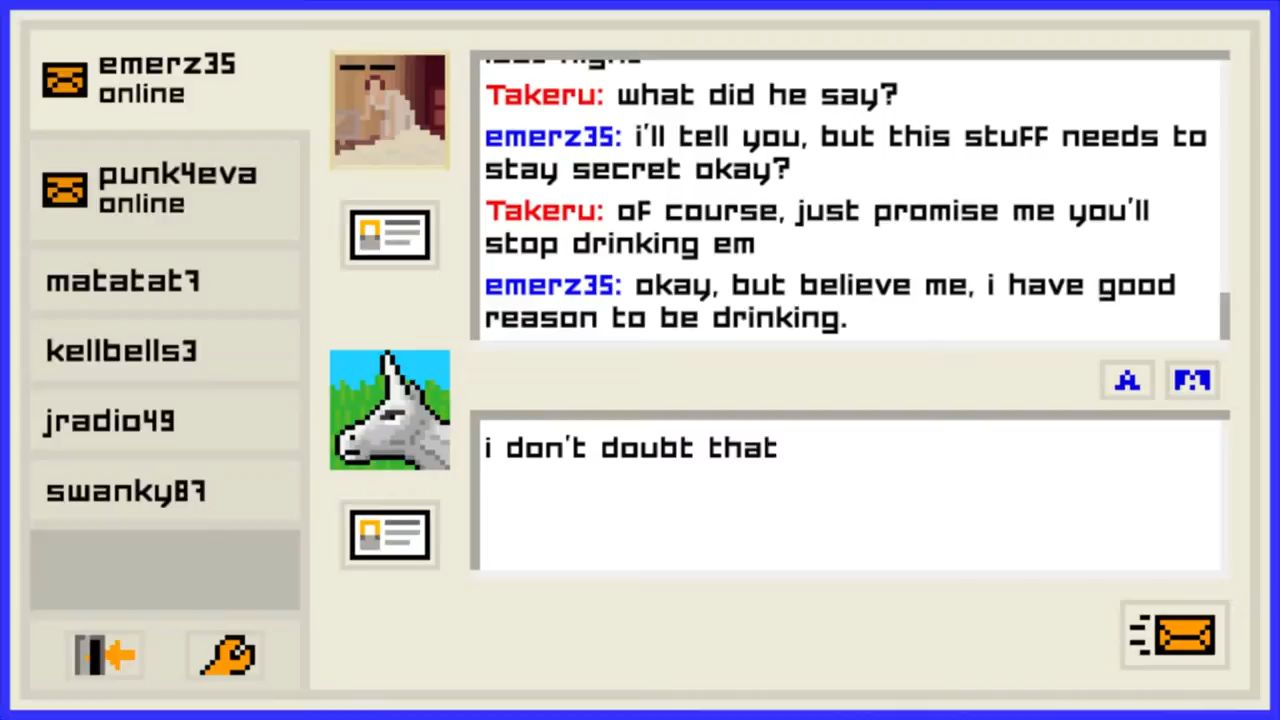 emerz35
online
punk4eva
online
matatat7
kellbells3
jradio49
swanky87
Takeru: what did he say?
emerz35: i'll tell you, but this stuff needs to
stay secret okay?
Takeru: of course, just promise me you'll
stop drinking em
emerz35: okay, but believe me, i have good
reason to be drinking.
A
i don't doubt that